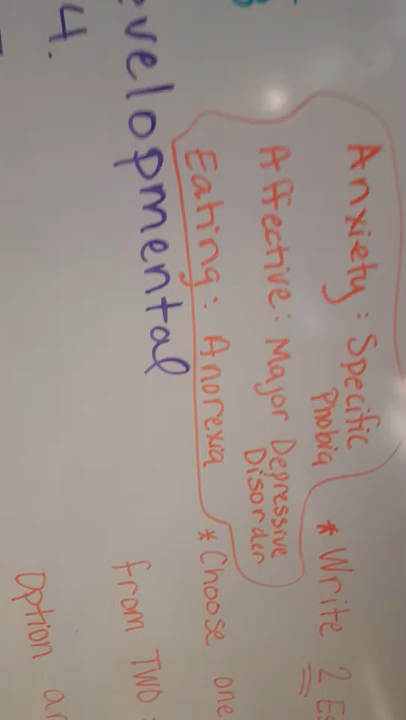 Anxiety: Specific
Phobia
* Write 2
Affective: Major Depressive
Disorder
Eating: Anorexia
* Choose one
from Two
evelopmental
Option
4.